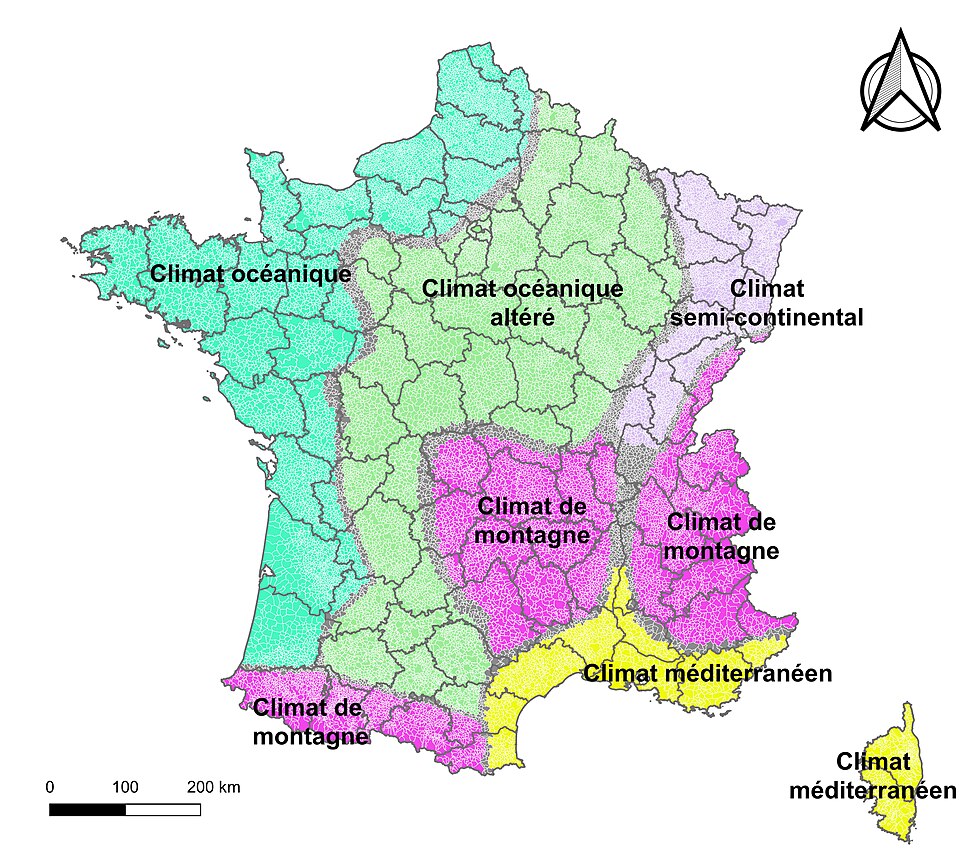 Climat océanique
Climat océanique
altéré
Climat
semi-continental
Climat de
montagne
Climat de
montagne
Climat méditerranéen
Climat de
montagne
Climat
méditerranéen
0 100 200 km